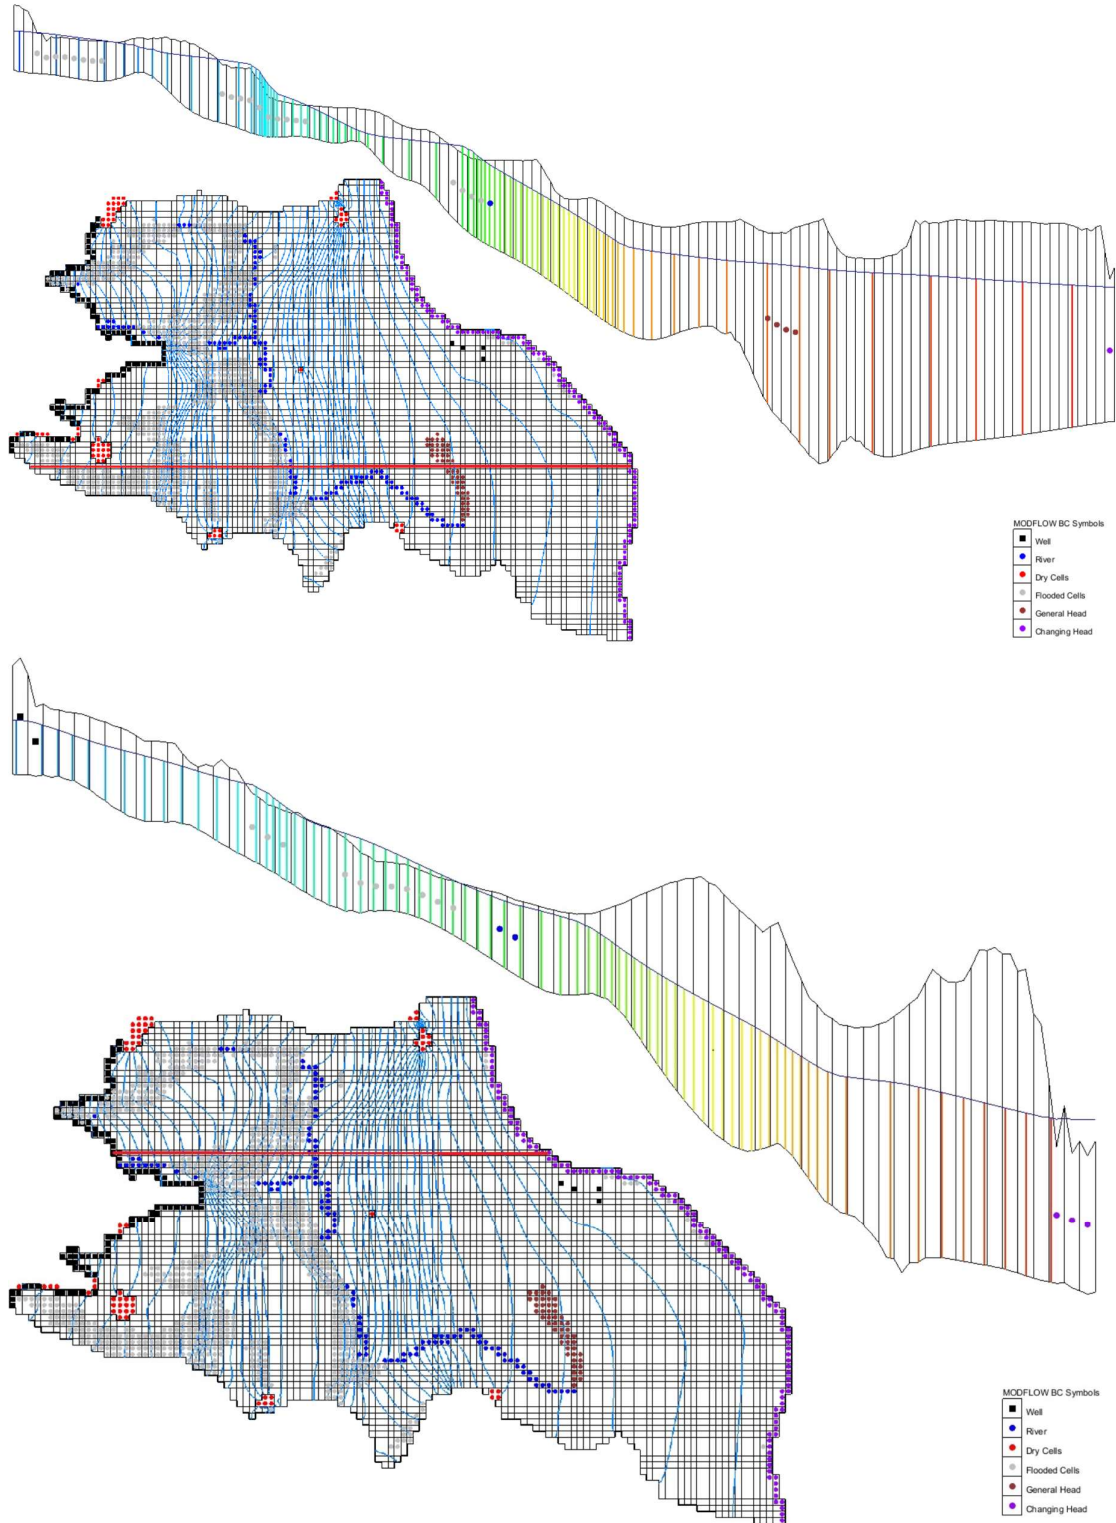 MODFLOW BC Symbols
Well
River
Dry Cells
Flooded Cells
General Head
Changing Head
MODFLOW BC Symbols
Well
River
Dry Cells
Flooded Cells
General Head
Changing Head